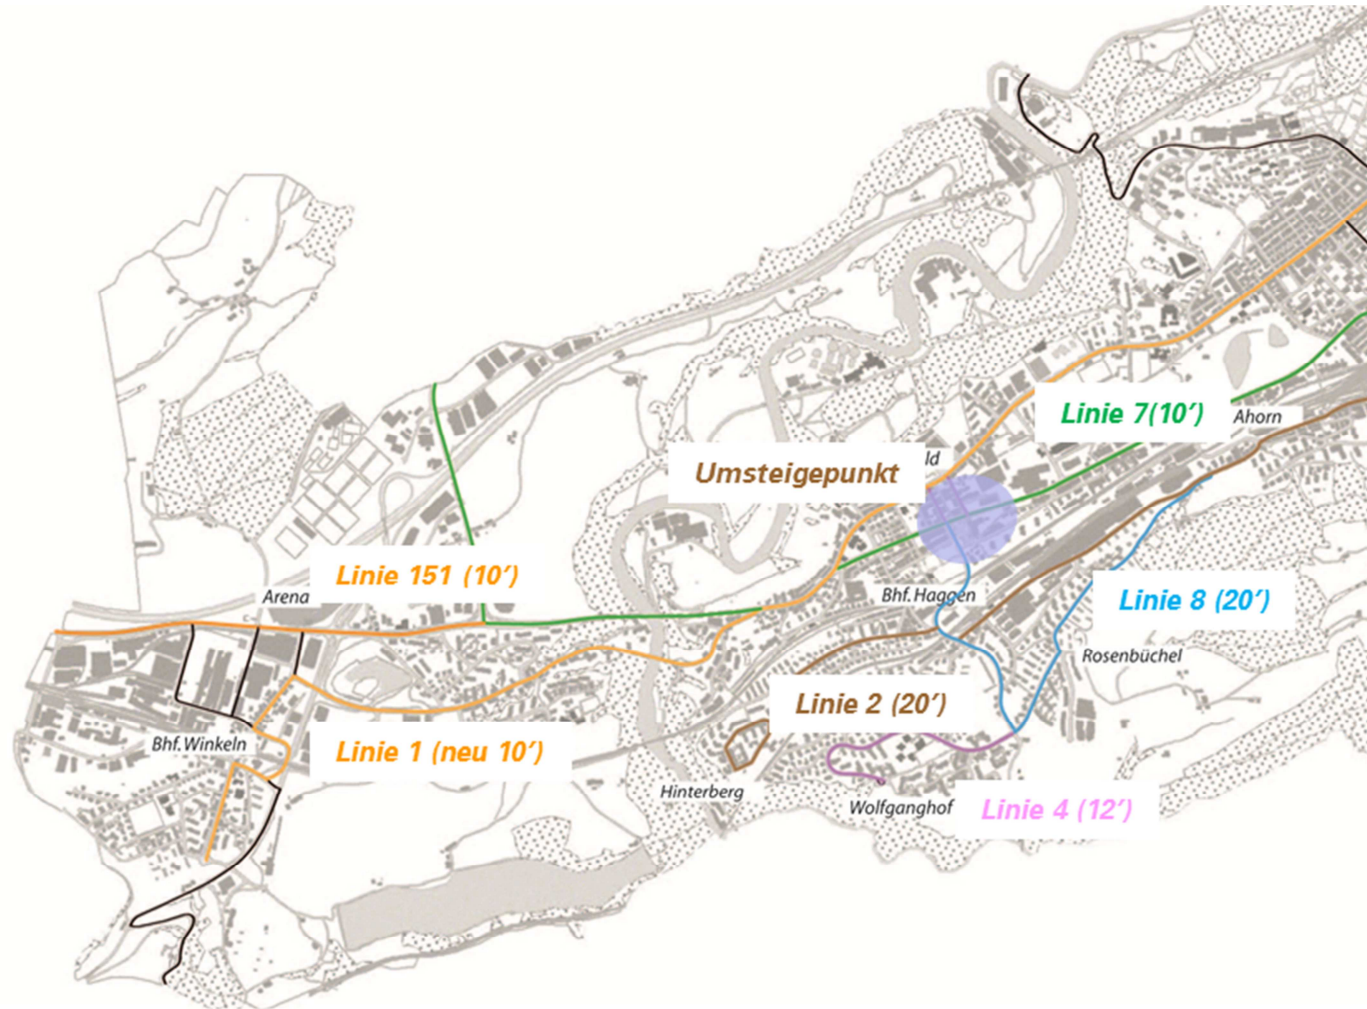 Linie 7(10′)
Ahorn
ld
Umsteigepunkt
Linie 151 (10′)
Arena
Bhf. Haggen
Linie 8 (20′)
Rosenbüchel
Linie 2 (20′)
Bhf. Winkeln
Linie 1 (neu 10′)
Hinterberg
Wolfganghof
Linie 4 (12′)